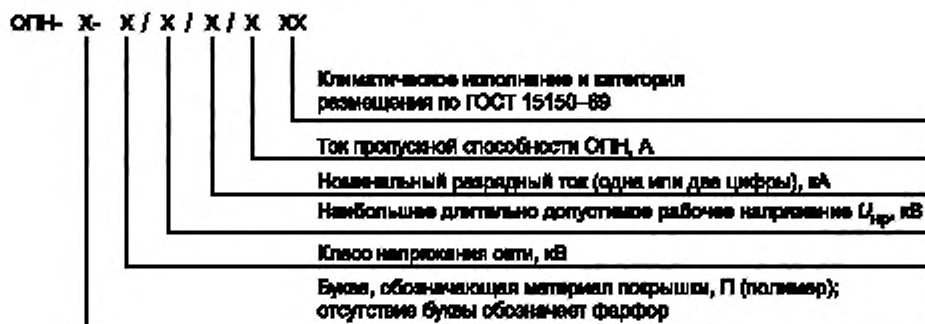 ОПН- Х- Х / Х / Х / Х ХХ
Климатическое исполнение и категория
размещения по ГОСТ 15150–69
Ток пропускной способности ОПН, А
Номинальный разрядный ток (одна или две цифры), кА
Наибольшее длительно допустимое рабочее напряжение Uнр, кВ
Класс напряжения сети, кВ
Буква, обозначающая материал покрышки, П (полимер);
отсутствие буквы обозначает фарфор